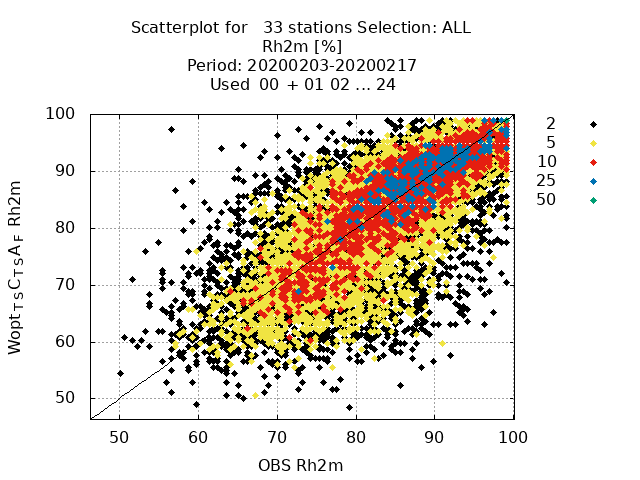 Scatterplot for 33 stations Selection: ALL
Rh2m [%]
Period: 20200203-20200217
Used 00 + 01 02 ... 24
100
90
80
70
60
50
Wopt T S C T S A F Rh2m
50 60 70 80 90 100
OBS Rh2m
2
5
10
25
50